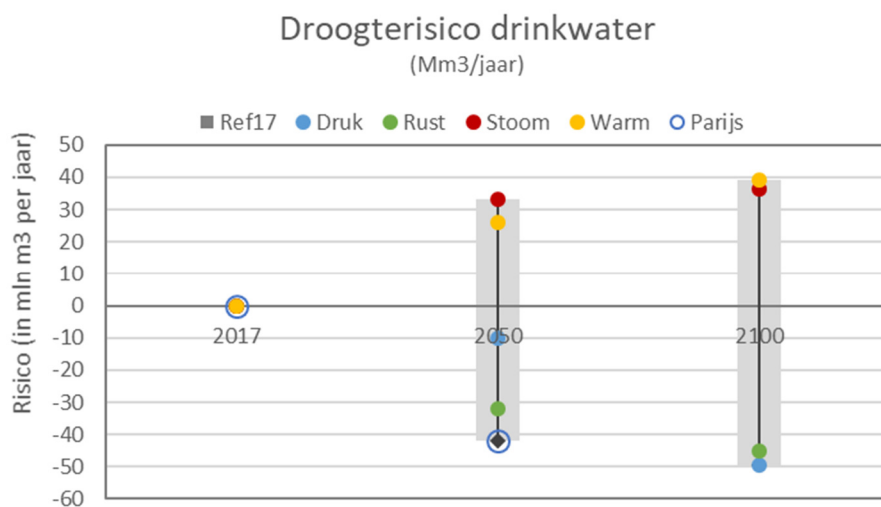 Droogterisico drinkwater
(Mm3/jaar)
Ref17 Druk Rust Stoom Warm Parijs
Risico (in mln m3 per jaar)
50
40
30
20
10
0
-10
-20
-30
-40
-50
-60
2017 2050 2100